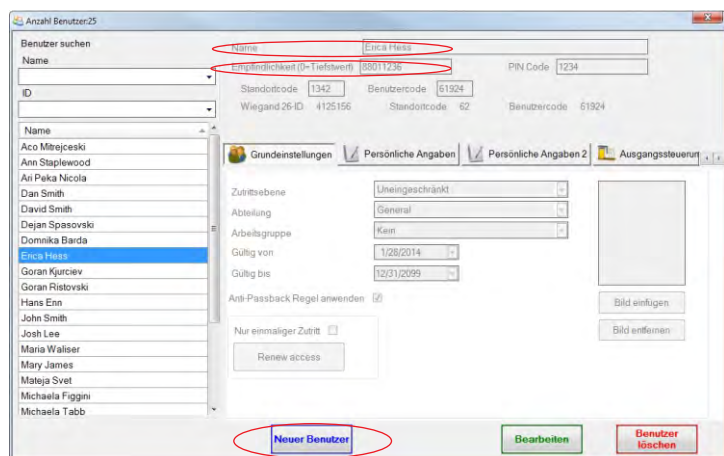 Anzahl Benutzer:25
Benutzer suchen
Name
ID
Name
Aco Mitrejceski
Ann Staplewood
Ari Peka Nicola
Dan Smith
David Smith
Dejan Spasovski
Domnika Barda
Erica Hess
Goran Kjurciev
Goran Ristovski
Hans Enn
John Smith
Josh Lee
Maria Waliser
Mary James
Mateja Svet
Michaela Figgini
Michaela Tabb
Name Erica Hess
Empfindlichkeit (0=Tiefstwert) 88011236 PIN Code 1234
Standortcode 1342 Benutzercode 61924
Wiegand 26-ID 4125156 Standortcode 62 Benutzercode 61924
Grundeinstellungen Persönliche Angaben Persönliche Angaben 2 Ausgangssteuerun
Zutrittsebene Uneingeschränkt
Abteilung General
Arbeitsgruppe Kein
Gültig von 1/28/2014
Gültig bis 12/31/2099
Anti-Passback Regel anwenden
Bild einfügen
Nur einmaliger Zutritt
Bild entfernen
Renew access
Neuer Benutzer Bearbeiten Benutzer löschen